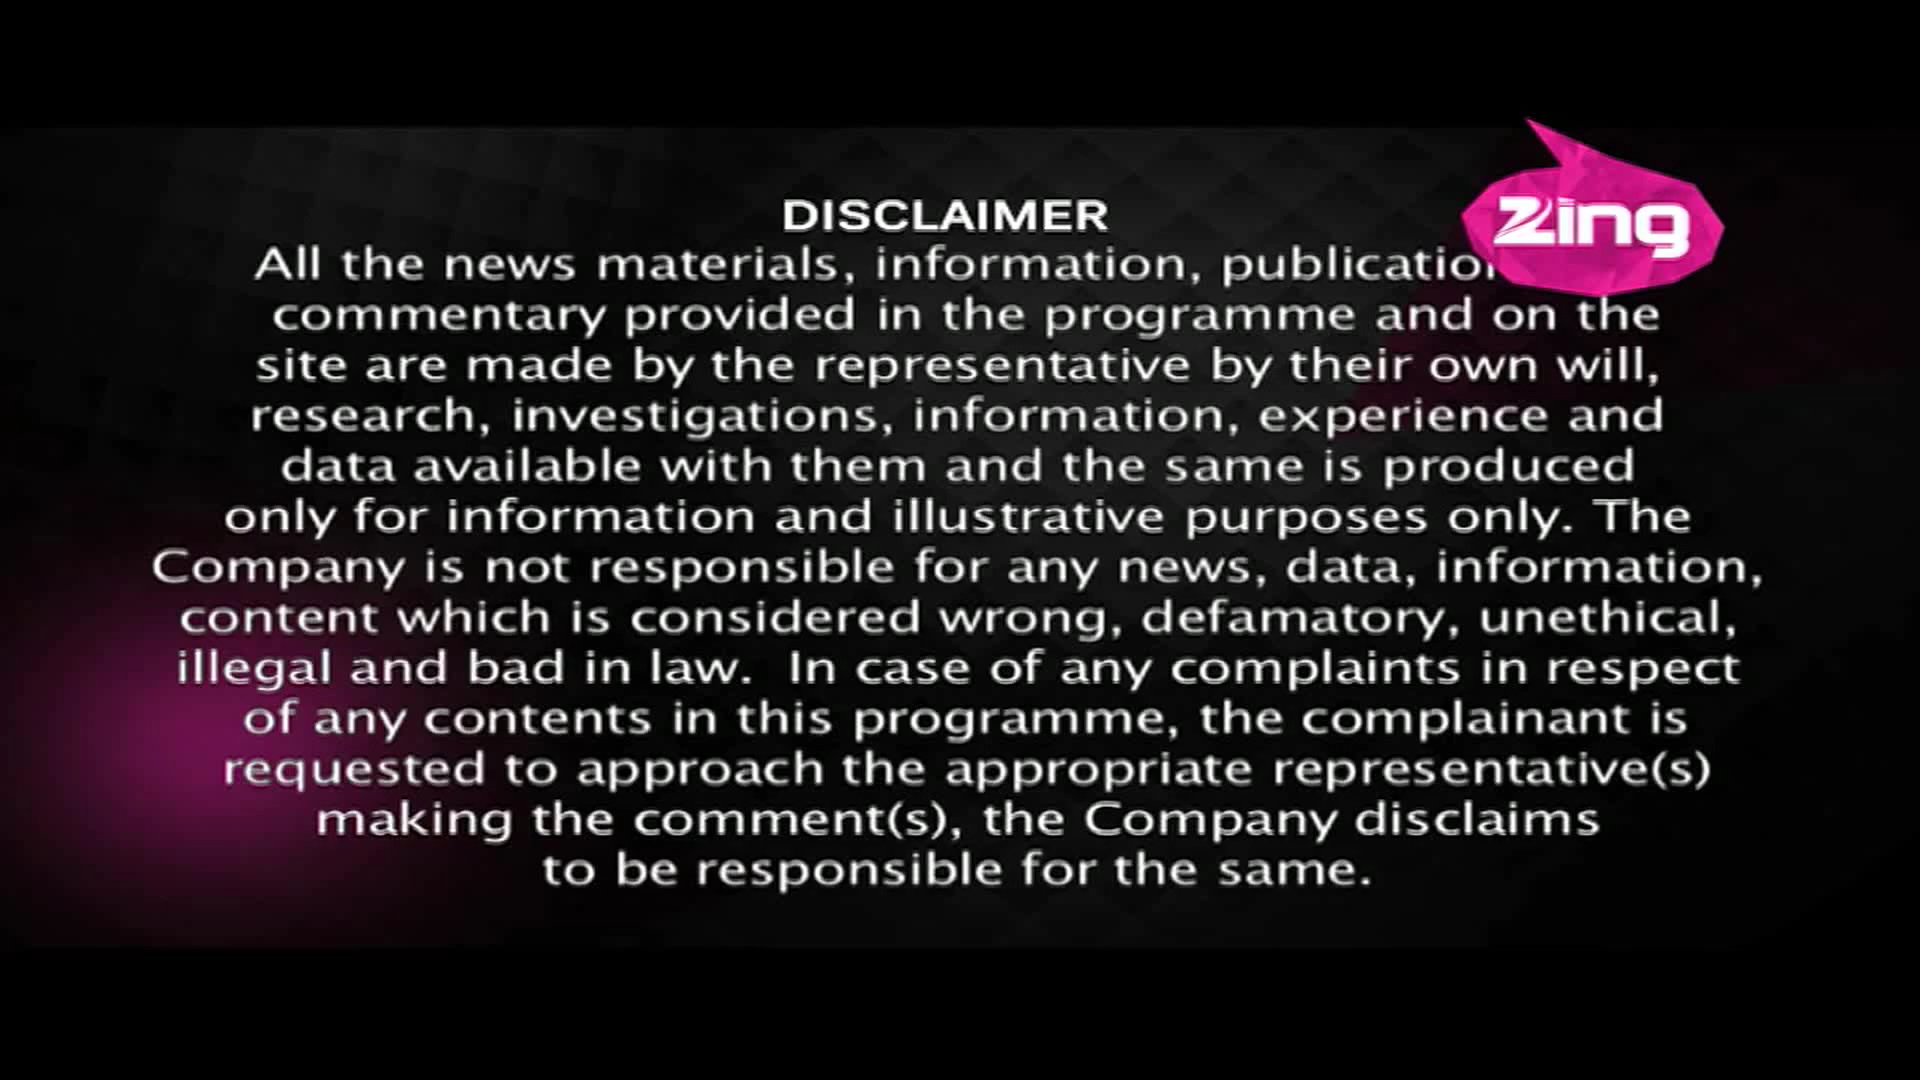 DISCLAIMER
Zing
All the news materials, information,
commentary provided in the programme and on the
site are made by the representative by their own will,
research, investigations, information, experience and
data available with them and the same is produced
only for information and illustrative purposes only. The
Company is not responsible for any news, data, information,
content which is considered wrong, defamatory, unethical,
illegal and bad in law. In case of any complaints in respect
of any contents in this programme, the complainant is
requested to approach the appropriate representative(s)
making the comment(s), the Company disclaims
to be responsible for the same.